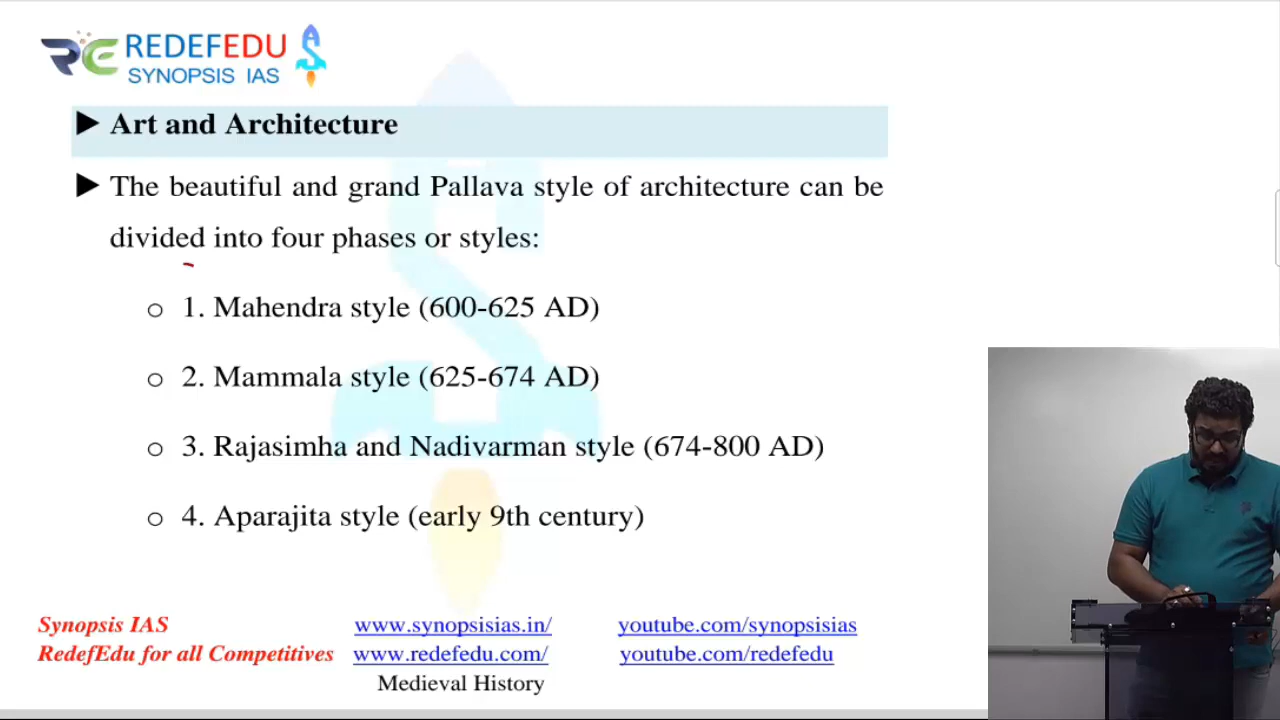 REDEFEDU
SYNOPSIS IAS
Art and Architecture
The beautiful and grand Pallava style of architecture can be
divided into four phases or styles:
1. Mahendra style (600-625 AD)
2. Mammala style (625-674 AD)
3. Rajasimha and Nadivarman style (674-800 AD)
4. Aparajita style (early 9th century)
Synopsis IAS www.synopsisias.in/ youtube.com/synopsisias
RedefEdu for all Competitives www.redefedu.com/ youtube.com/redefedu
Medieval History